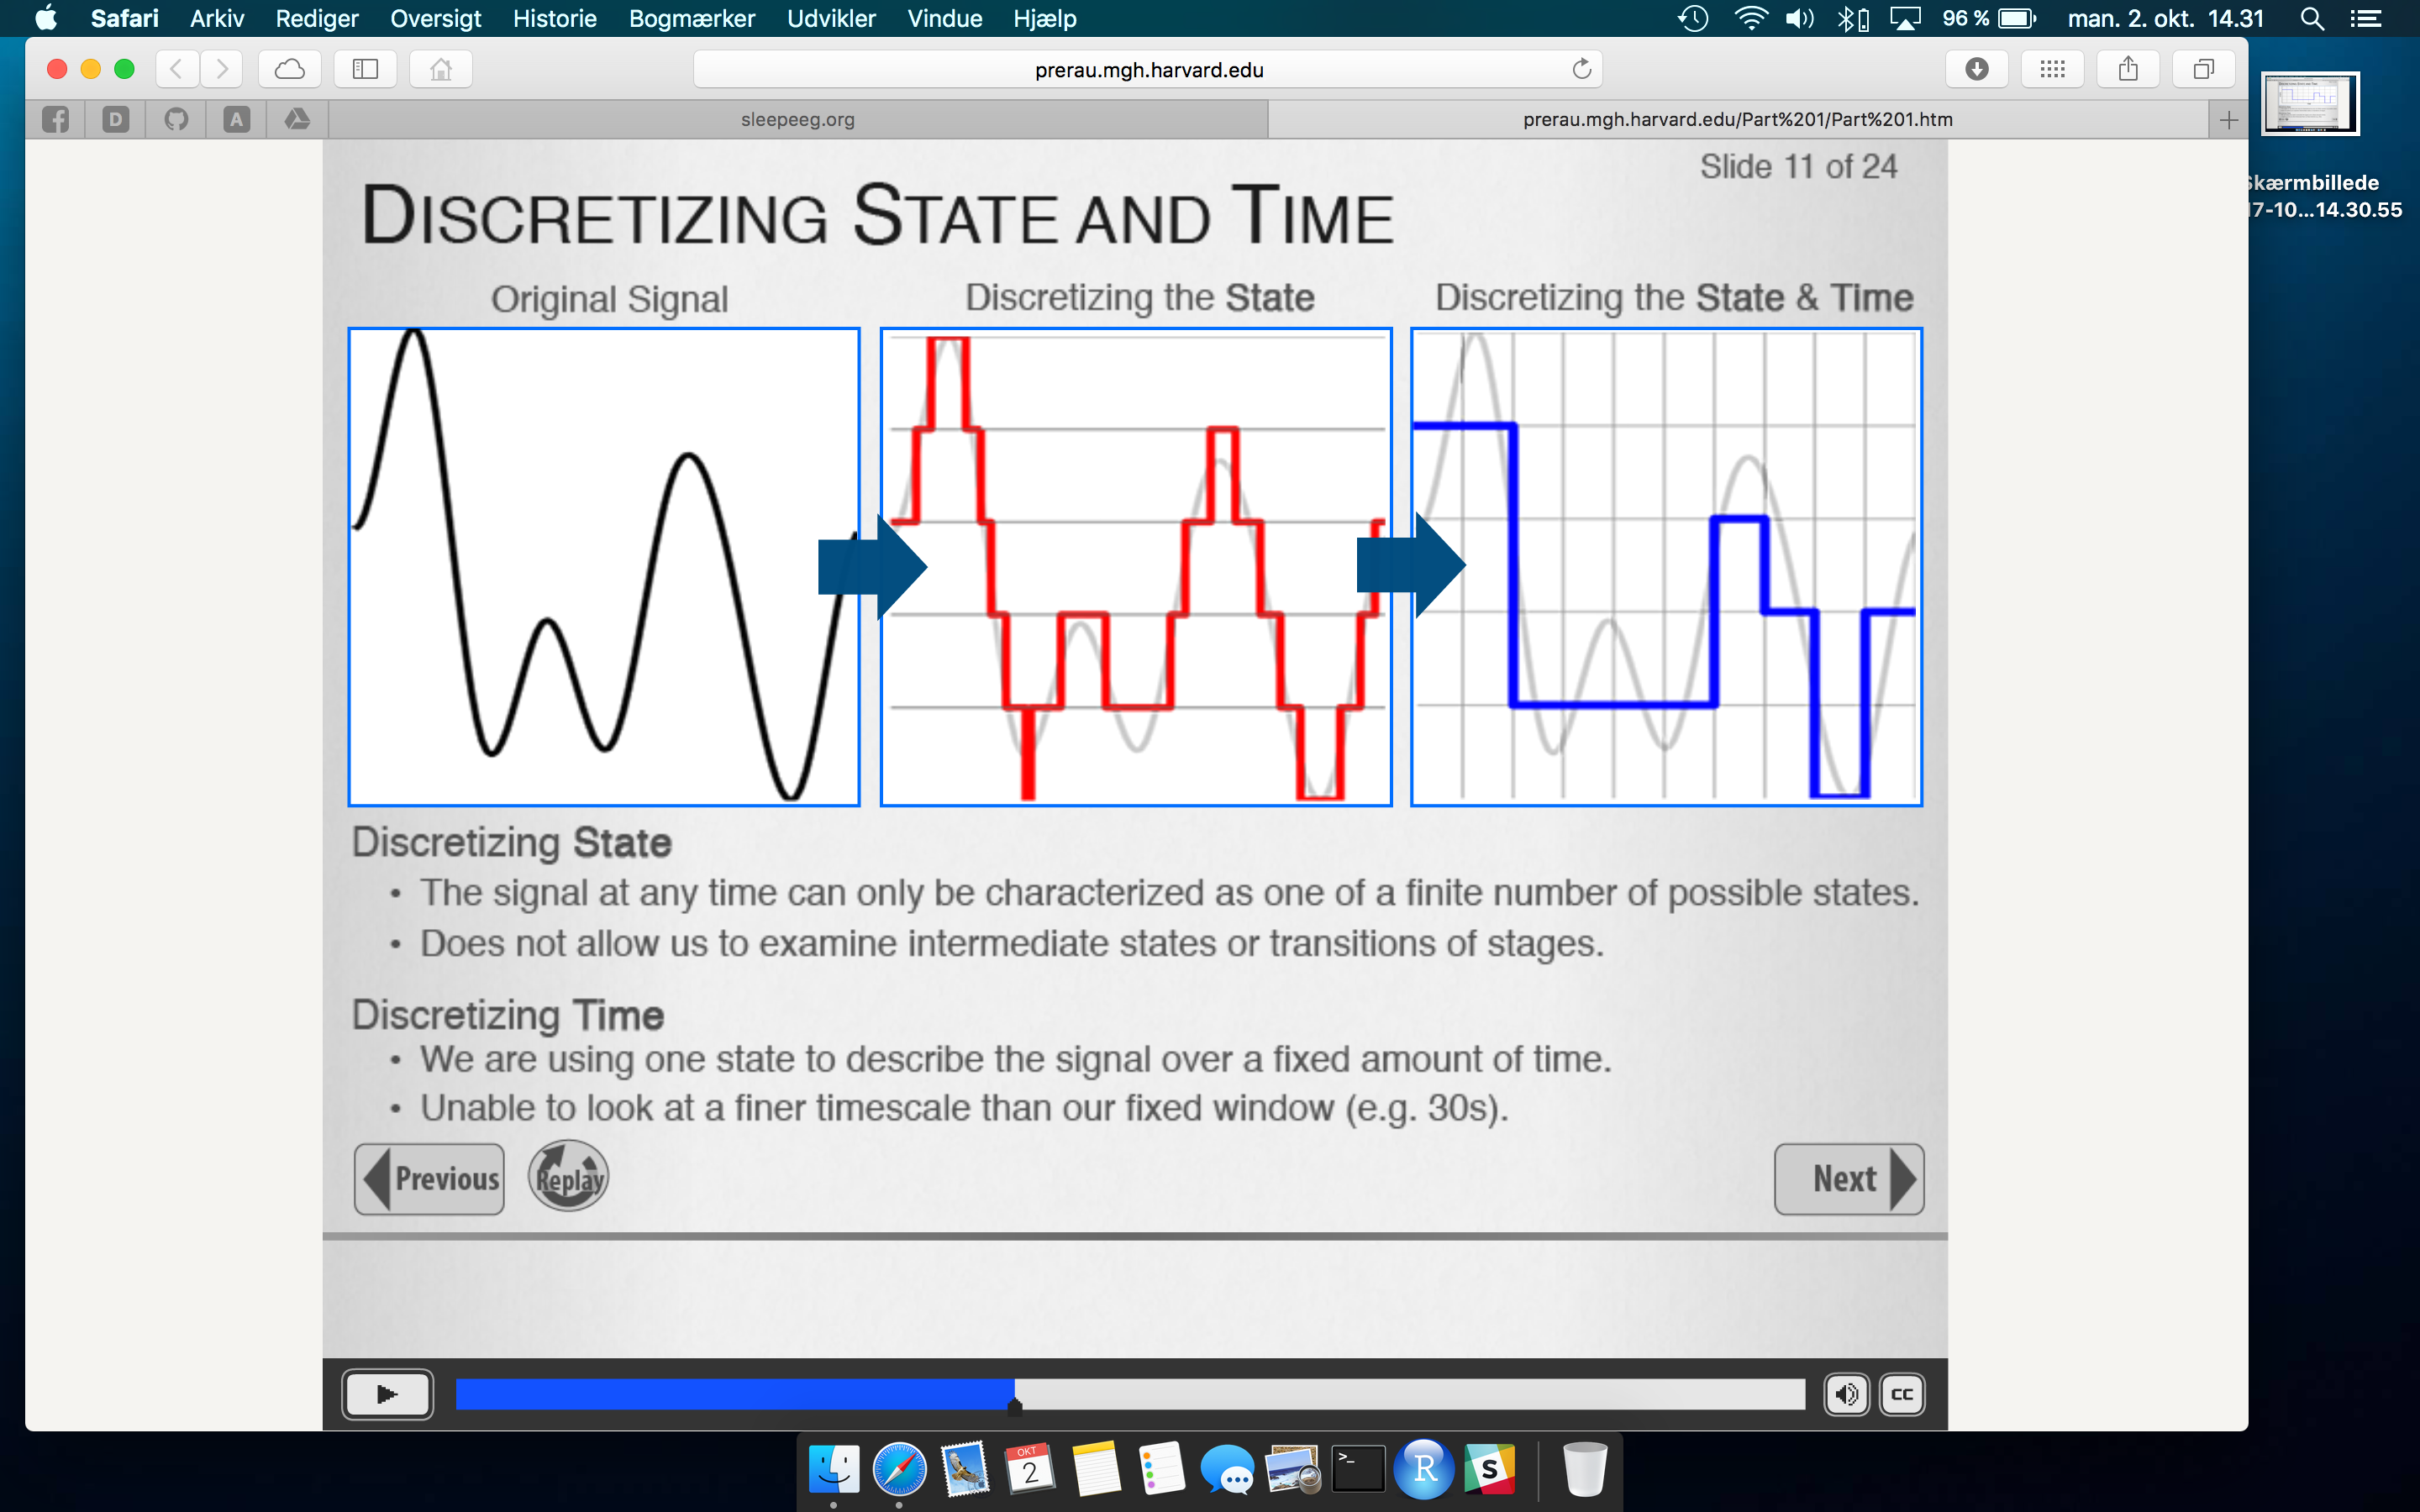 Safari Arkiv Rediger Oversigt Historie Bogmærker Udvikler Vindue Hjælp 96 % man. 2. okt. 14.31
prerau.mgh.harvard.edu
D A sleepeeg.org prerau.mgh.harvard.edu/Part%201/Part%201.htm
Skærmbillede
17-10...14.30.55
Slide 11 of 24
DISCRETIZING STATE AND TIME
Original Signal Discretizing the State Discretizing the State & Time
Discretizing State
• The signal at any time can only be characterized as one of a finite number of possible states.
• Does not allow us to examine intermediate states or transitions of stages.
Discretizing Time
• We are using one state to describe the signal over a fixed amount of time.
• Unable to look at a finer timescale than our fixed window (e.g. 30s).
Previous Replay Next
CC
OKT
2 >_ R S